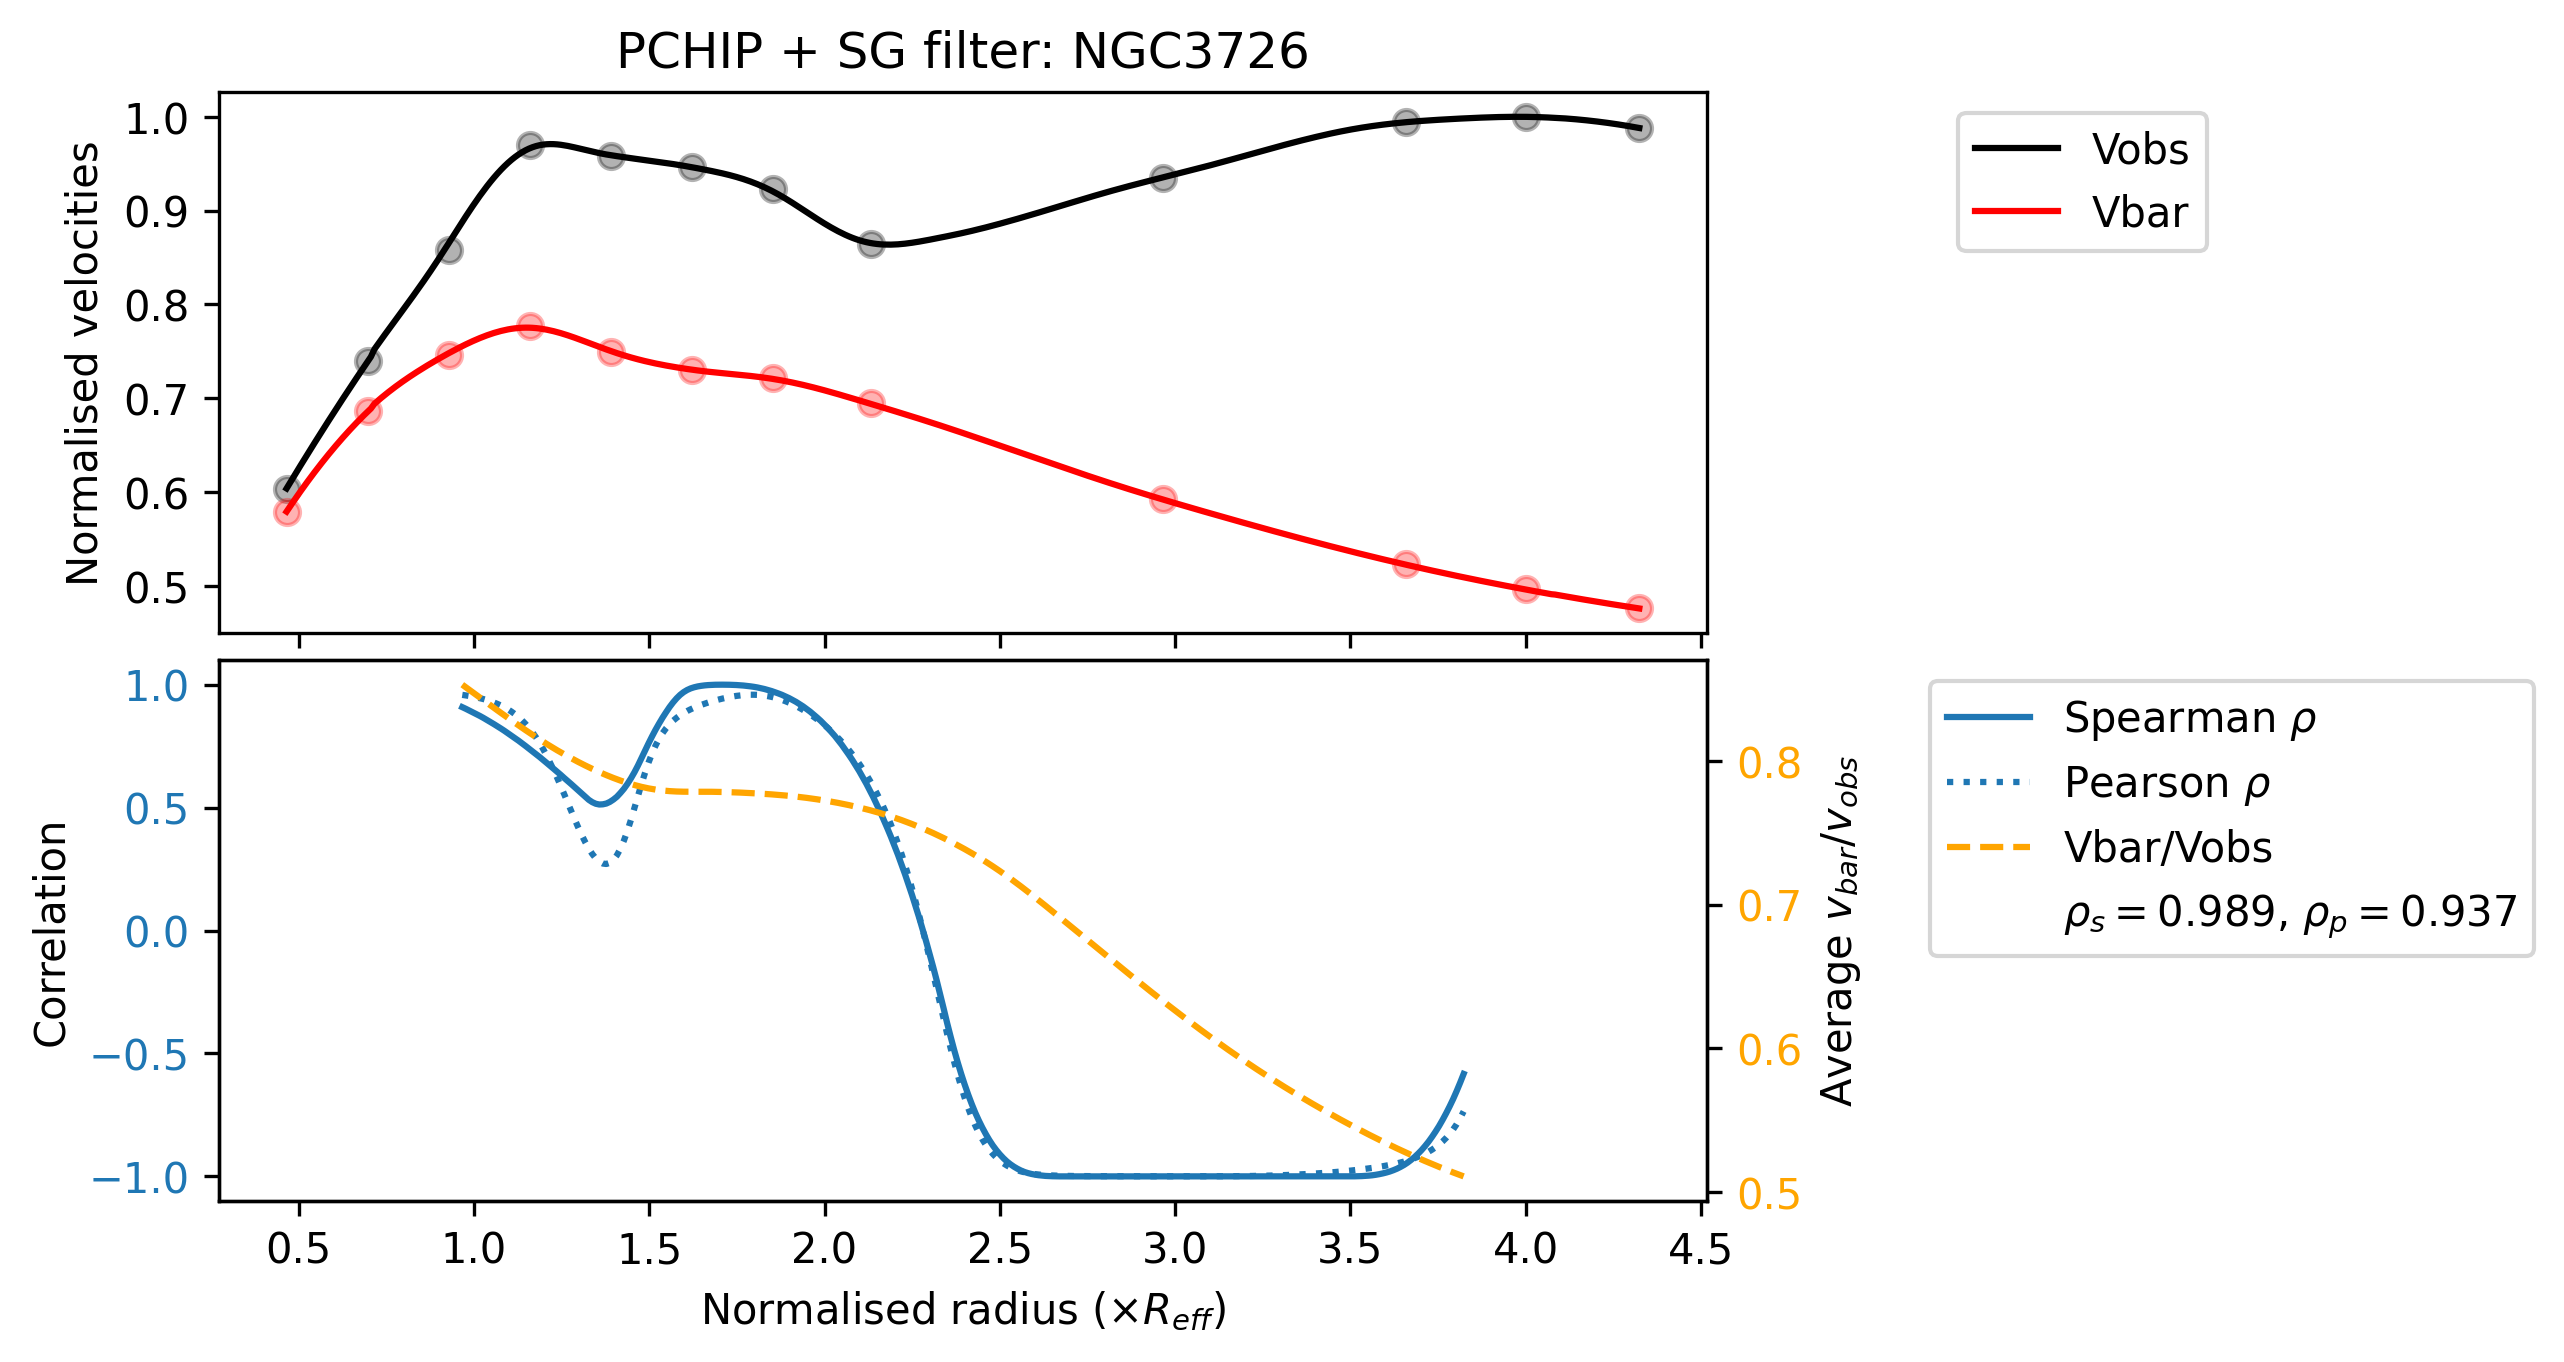 PCHIP + SG filter: NGC3726
Normalised velocities
1.0
0.9
0.8
0.7
0.6
0.5
Vobs
Vbar
Correlation
1.0
0.5
0.0
−0.5
−1.0
0.8
0.7
0.6
0.5
Average v_bar/v_obs
Spearman ρ
Pearson ρ
Vbar/Vobs
ρ_s = 0.989, ρ_p = 0.937
0.5 1.0 1.5 2.0 2.5 3.0 3.5 4.0 4.5
Normalised radius (×R_eff)